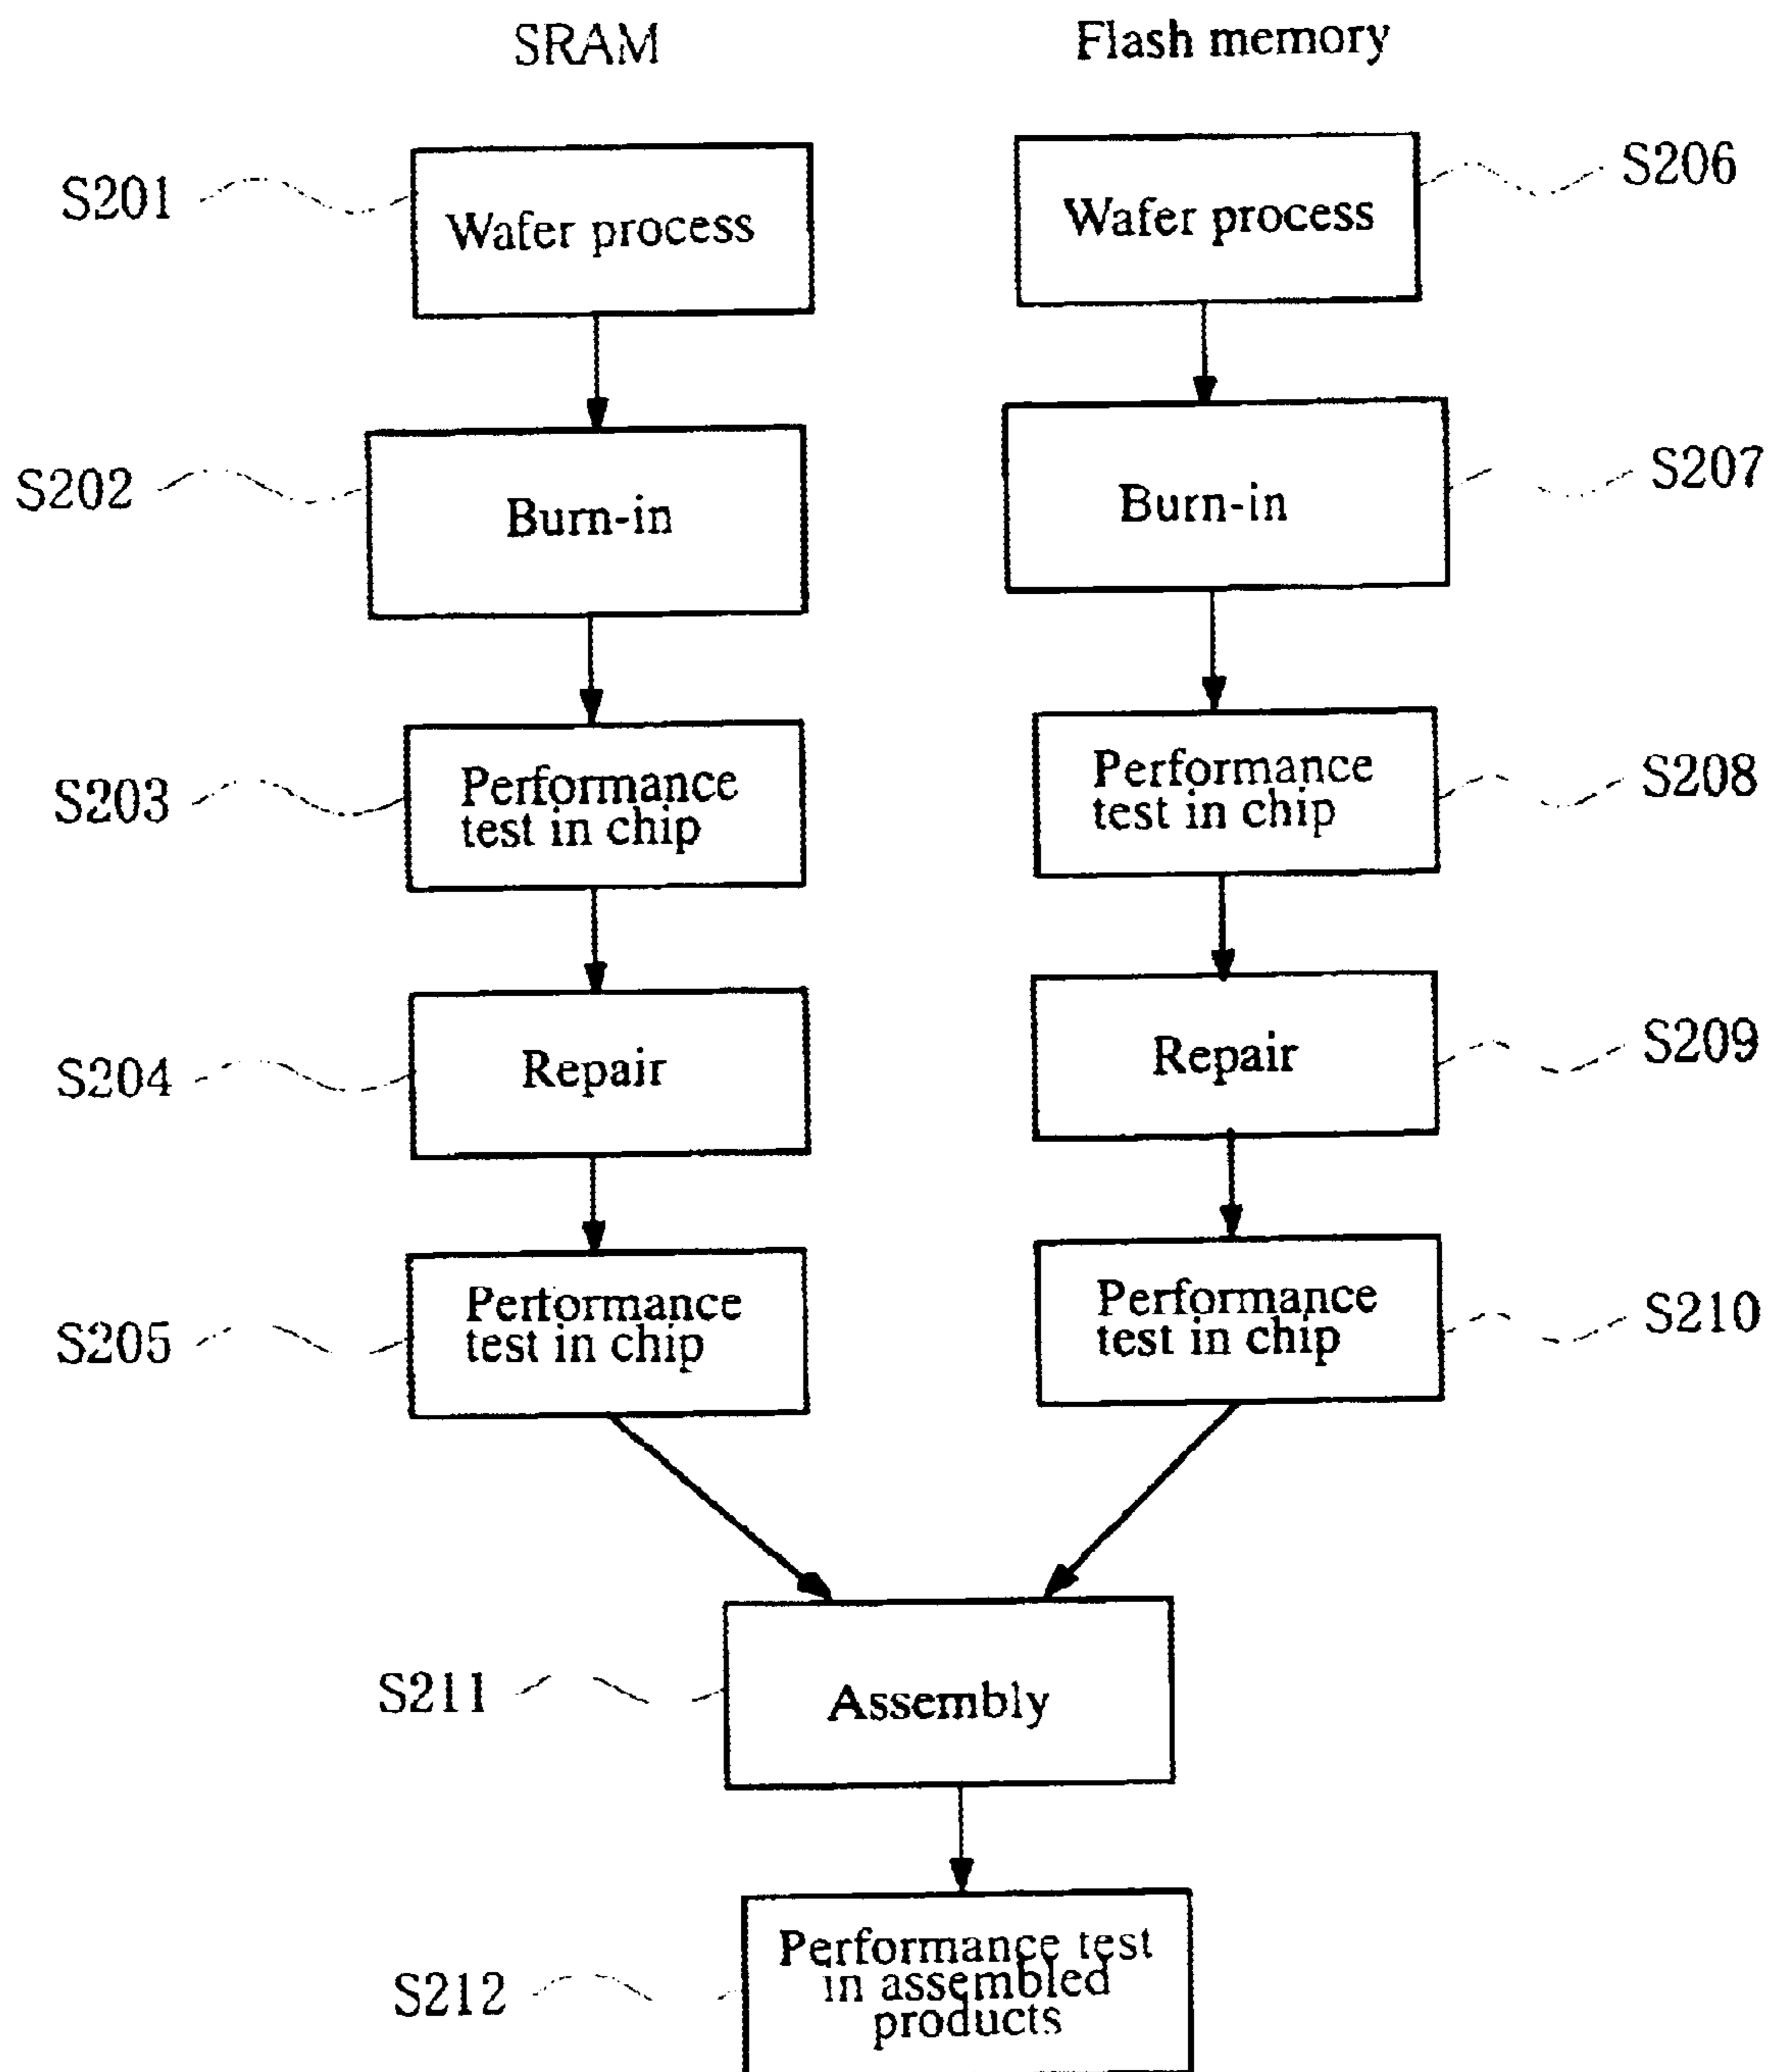 SRAM
Flash memory
S201
Wafer process
Wafer process
S206
S202
Burn-in
Burn-in
S207
S203
Performance
test in chip
Performance
test in chip
S208
S204
Repair
Repair
S209
S205
Performance
test in chip
Performance
test in chip
S210
S211
Assembly
S212
Performance test
in assembled
products